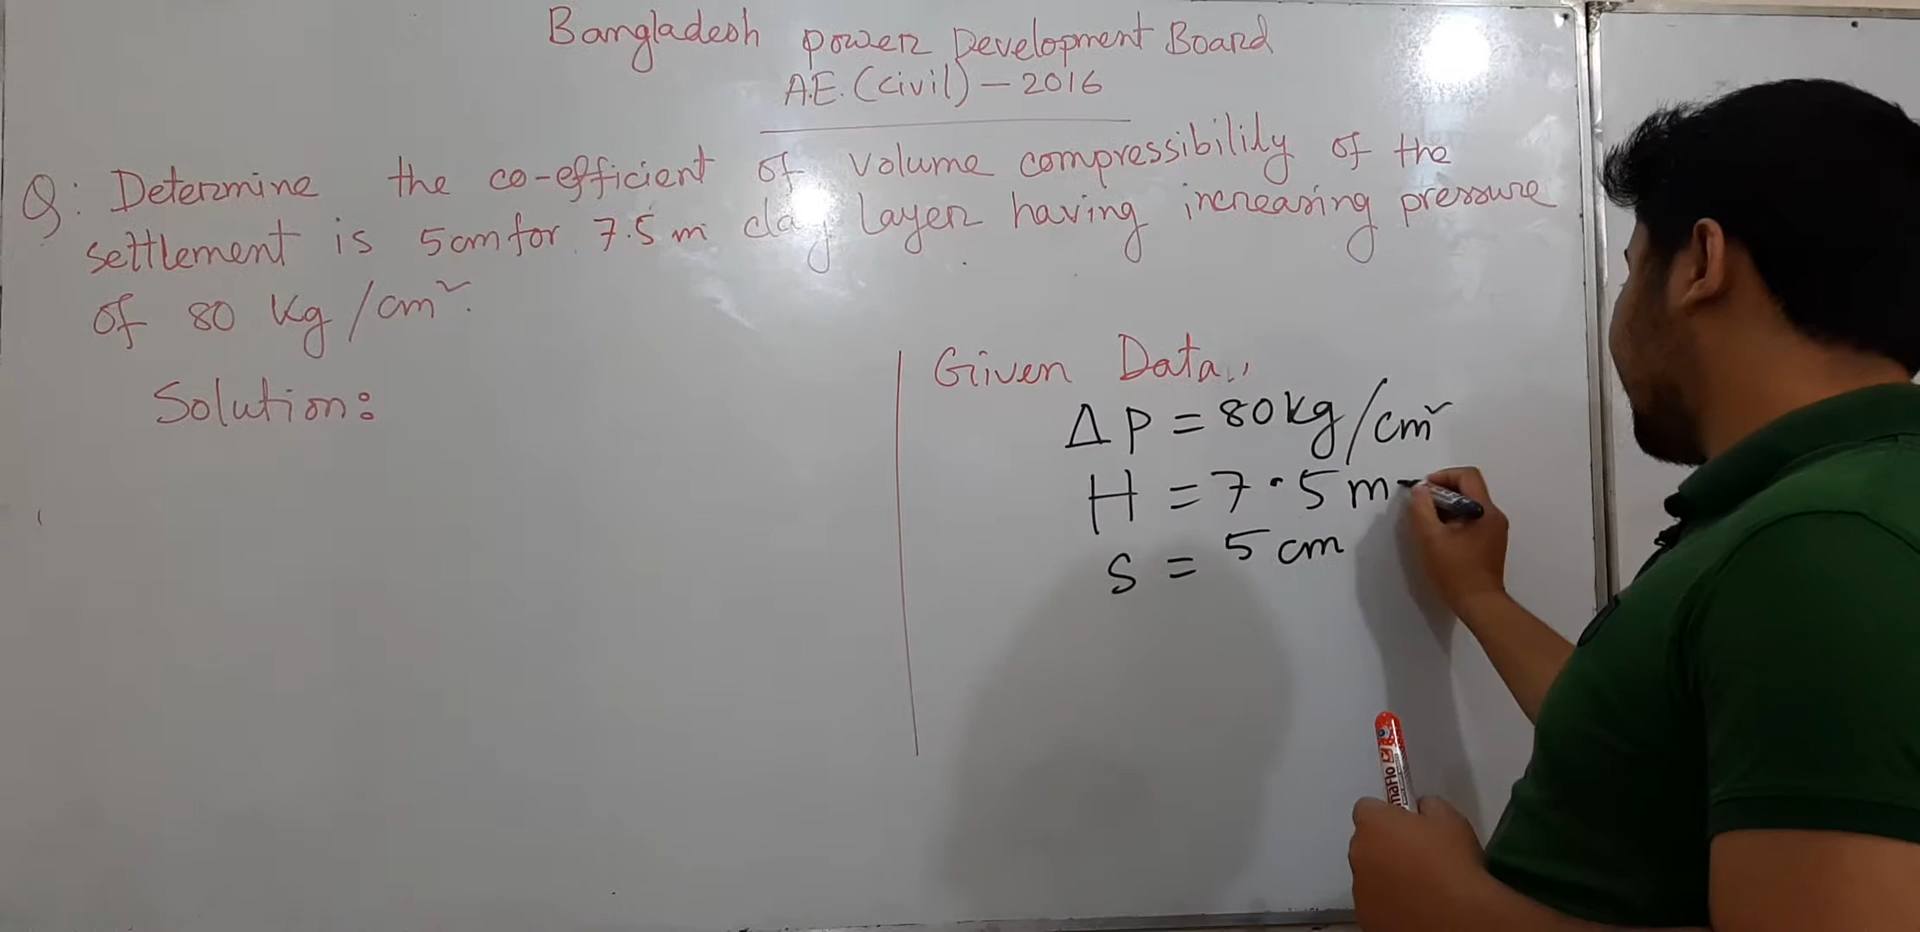 Bangladesh power Development Board
A.E. (civil) – 2016
Q: Determine the co-efficient of volume compressibility of the
settlement is 5cm for 7.5 m clay layer having increasing pressure
of 80 kg/cm².
Solution:
Given Data..
Δp = 80 kg/cm²
H = 7.5 m
s = 5 cm